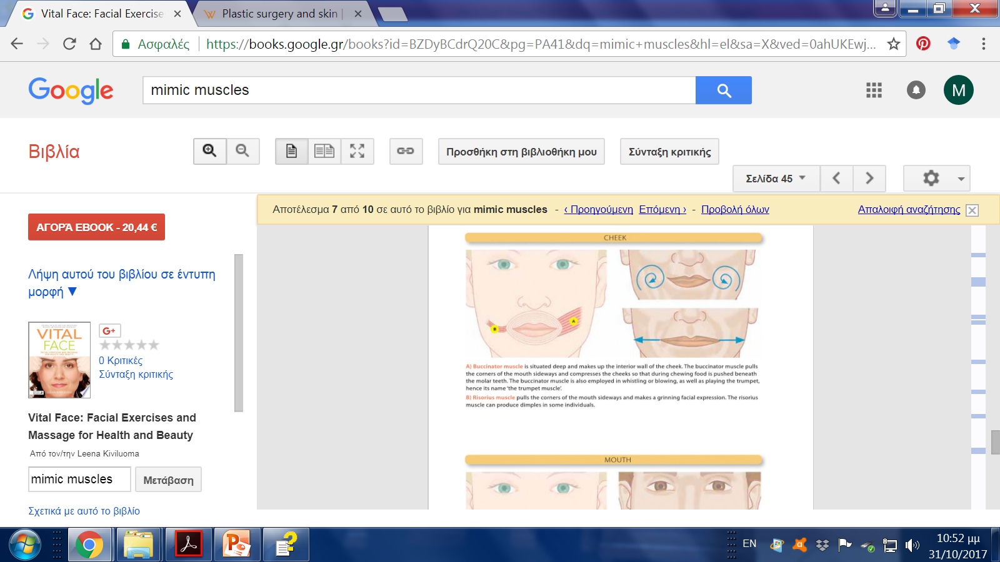 Vital Face: Facial Exercise
Plastic surgery and skin |
Ασφαλές
https://books.google.gr/books?id=BZDyBCdrQ20C&pg=PA41&dq=mimic+muscles&hl=el&sa=X&ved=0ahUKEwj...
Google
mimic muscles
M
Βιβλία
Προσθήκη στη βιβλιοθήκη μου
Σύνταξη κριτικής
Σελίδα 45
Αποτέλεσμα 7 από 10 σε αυτό το βιβλίο για mimic muscles - ‹ Προηγούμενη Επόμενη › - Προβολή όλων
Απαλοιφή αναζήτησης
ΑΓΟΡΆ EBOOK - 20,44 €
Λήψη αυτού του βιβλίου σε έντυπη
μορφή ▼
VITAL
FACE
G+
0 Κριτικές
Σύνταξη κριτικής
Vital Face: Facial Exercises and
Massage for Health and Beauty
Από τον/την Leena Kiviluoma
mimic muscles
Μετάβαση
Σχετικά με αυτό το βιβλίο
CHEEK
A
B
A) Buccinator muscle is situated deep and makes up the interior wall of the cheek. The buccinator muscle pulls
the corners of the mouth sideways and compresses the cheeks so that during chewing food is pushed beneath
the molar teeth. The buccinator muscle is also employed in whistling or blowing, as well as playing the trumpet,
hence its name 'the trumpet muscle'.
B) Risorius muscle pulls the corners of the mouth sideways and makes a grinning facial expression. The risorius
muscle can produce dimples in some individuals.
MOUTH
EN
10:52 μμ
31/10/2017